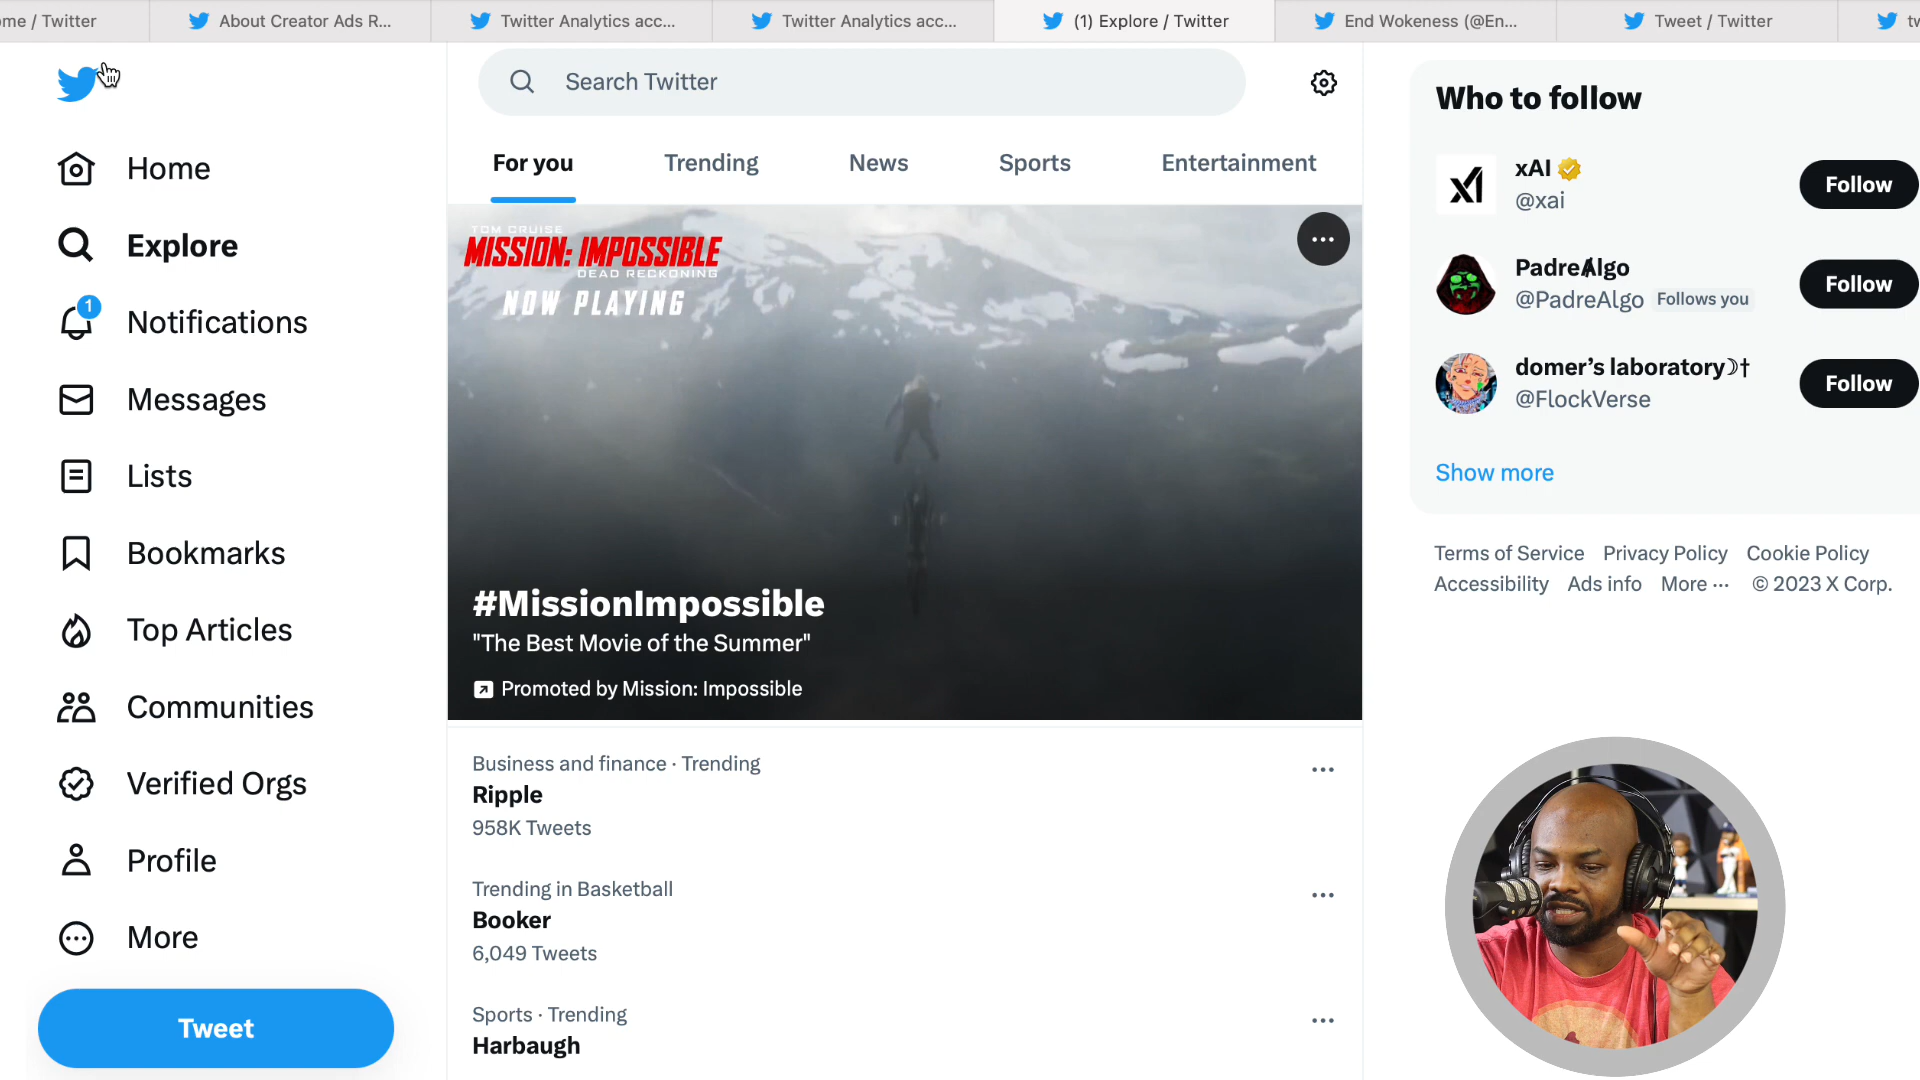 ome / Twitter
About Creator Ads R...
Twitter Analytics acc...
Twitter Analytics acc...
(1) Explore / Twitter
End Wokeness (@En...
Tweet / Twitter
tw
Home
Explore
1
Notifications
Messages
Lists
Bookmarks
Top Articles
Communities
Verified Orgs
Profile
More
Tweet
Search Twitter
For you
Trending
News
Sports
Entertainment
TOM CRUISE
MISSION: IMPOSSIBLE
DEAD RECKONING
NOW PLAYING
#MissionImpossible
"The Best Movie of the Summer"
Promoted by Mission: Impossible
Business and finance · Trending
Ripple
958K Tweets
Trending in Basketball
Booker
6,049 Tweets
Sports · Trending
Harbaugh
Who to follow
xAI
@xai
Follow
PadreAlgo
@PadreAlgo Follows you
Follow
domer’s laboratory☽†
@FlockVerse
Follow
Show more
Terms of Service Privacy Policy Cookie Policy
Accessibility Ads info More ··· © 2023 X Corp.